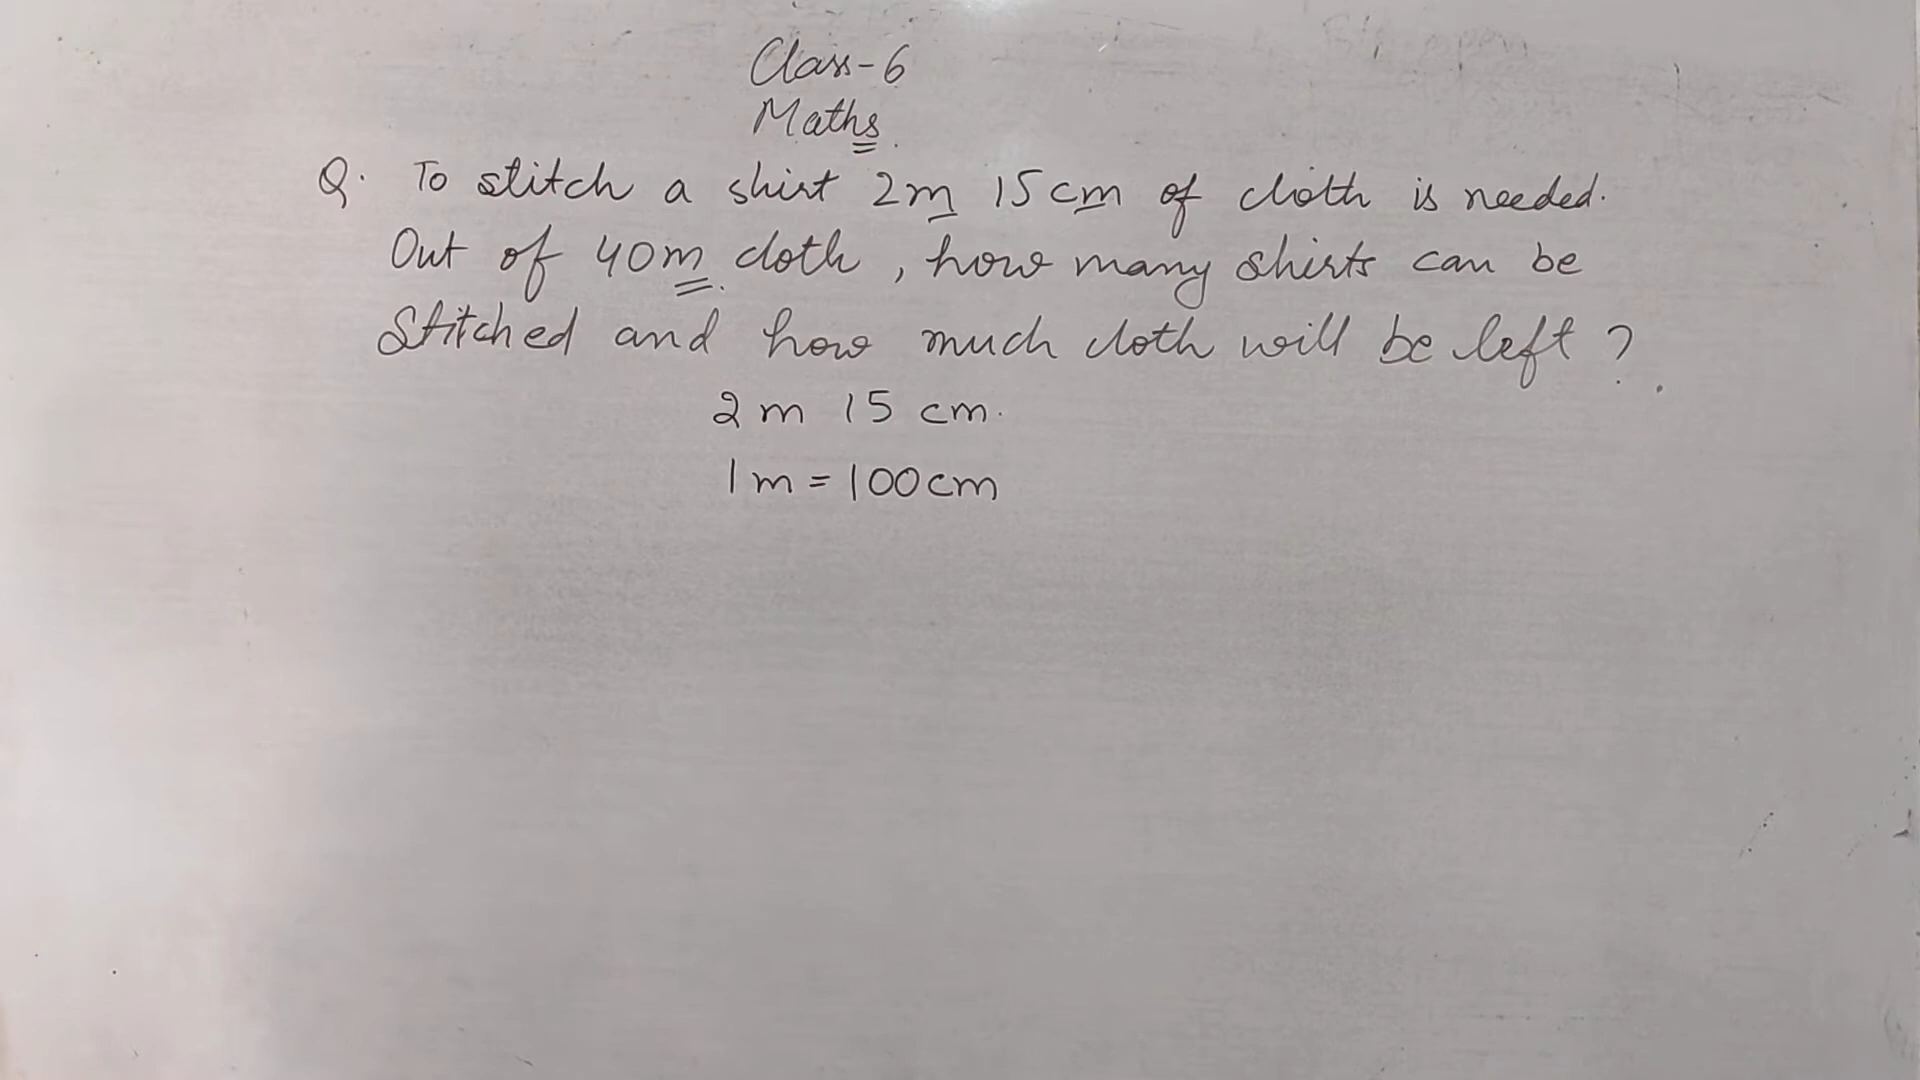 Class-6
Maths
Q. To stitch a shirt 2m 15cm of cloth is needed.
Out of 40m cloth, how many shirts can be
Stitched and how much cloth will be left?
2 m 15 cm.
1m = 100cm